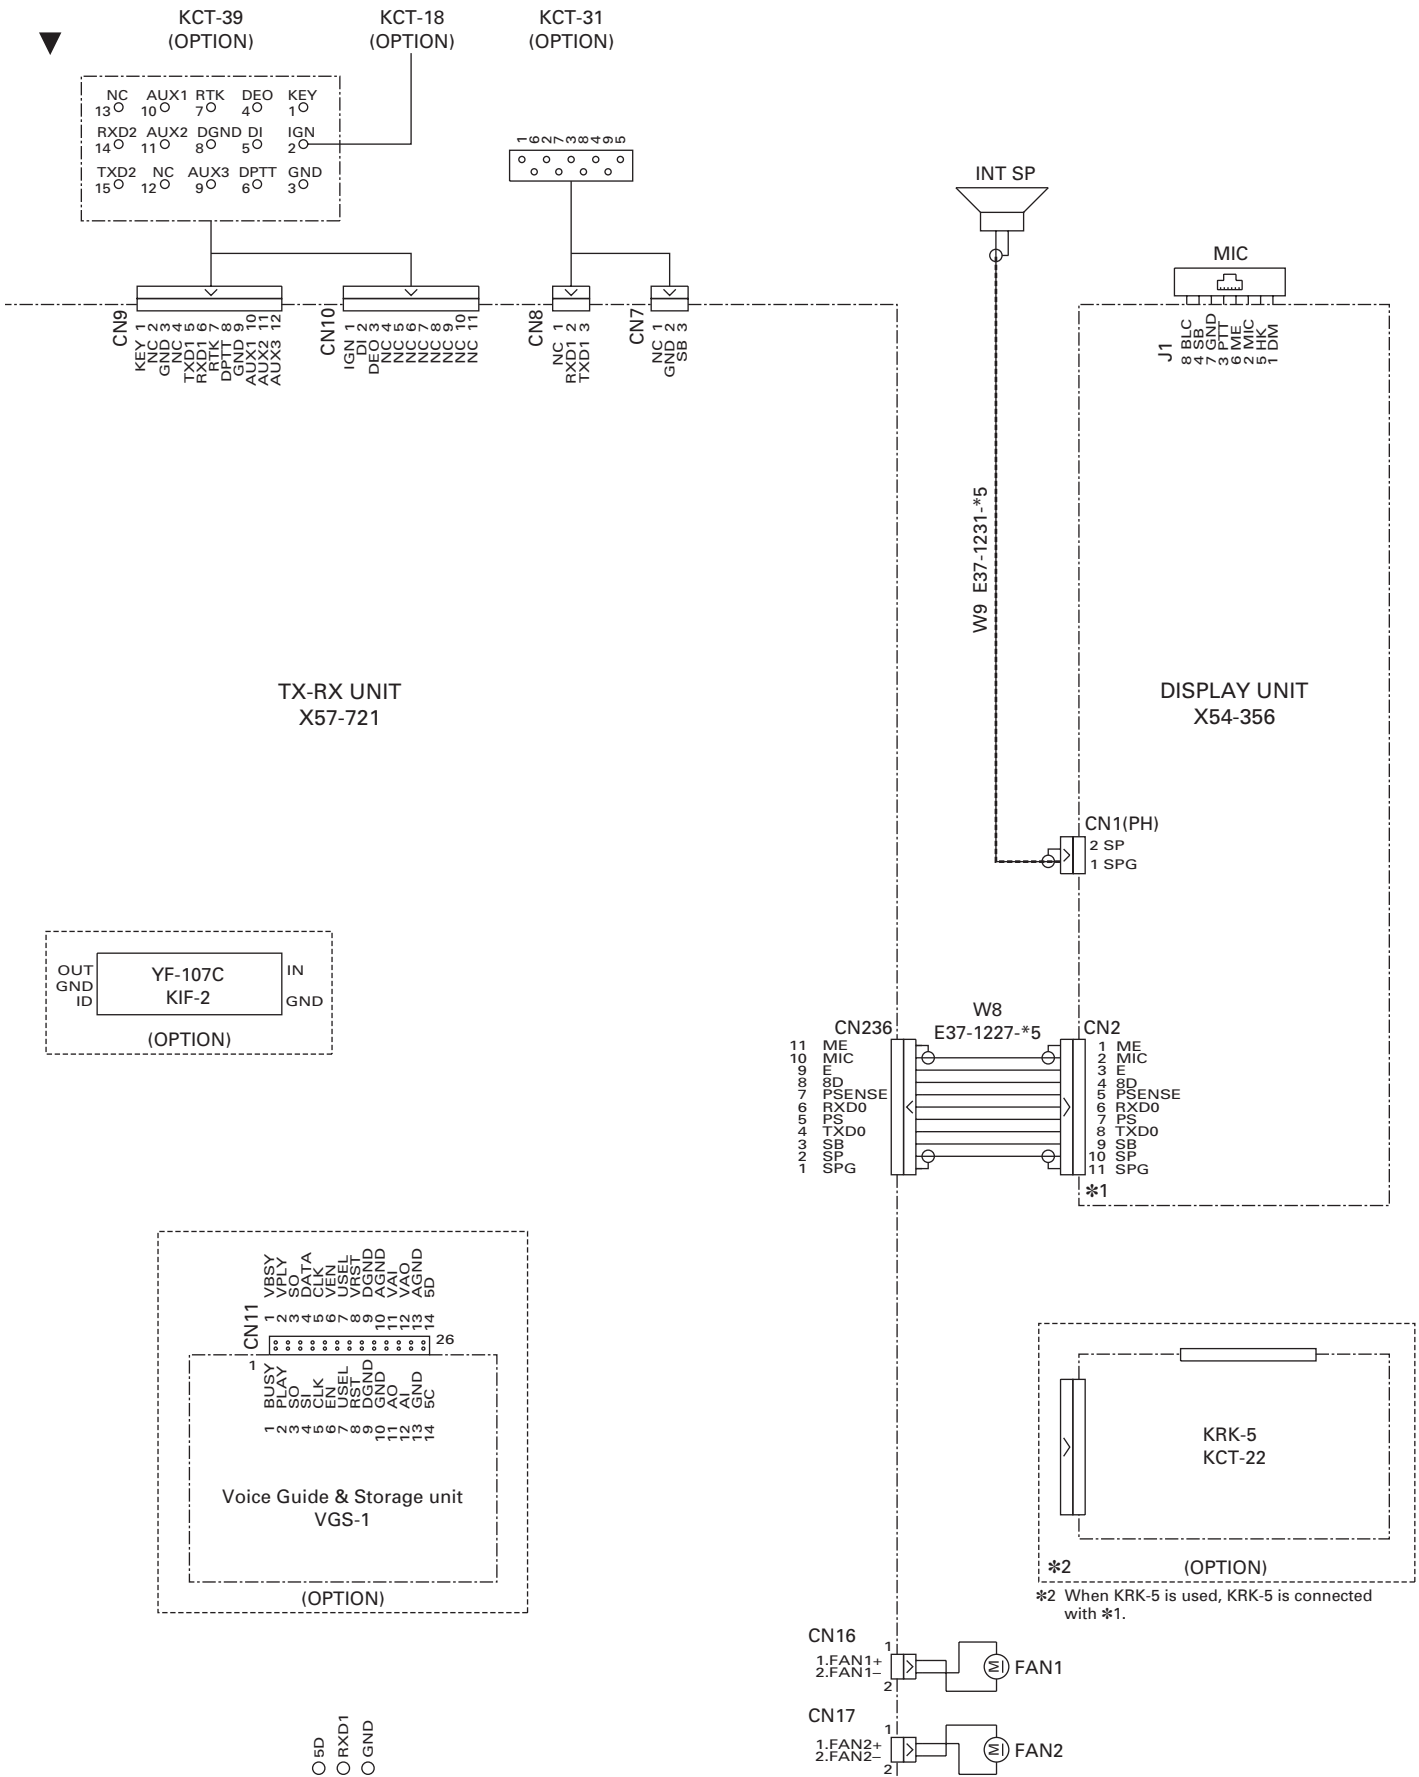 KCT-39
(OPTION)
KCT-18
(OPTION)
KCT-31
(OPTION)
NC AUX1 RTK DEO KEY
13 10 7 4 1
RXD2 AUX2 DGND DI IGN
14 11 8 5 2
TXD2 NC AUX3 DPTT GND
15 12 9 6 3
1 6 2 7 3 8 4 9 5
INT SP
MIC
CN9
KEY 1
NC 2
GND 3
NC 4
TXD1 5
RXD1 6
RTK 7
DPTT 8
GND 9
AUX1 10
AUX2 11
AUX3 12
CN10
IGN 1
DI 2
DEO 3
NC 4
NC 5
NC 6
NC 7
NC 8
NC 9
NC 10
NC 11
CN8
NC 1
RXD1 2
TXD1 3
CN7
NC 1
GND 2
SB 3
J1
8 BLC
4 SB
7 GND
3 PTT
6 ME
2 MIC
5 HK
1 DM
W9 E37-1231-*5
TX-RX UNIT
X57-721
DISPLAY UNIT
X54-356
CN1(PH)
2 SP
1 SPG
OUT
GND
ID
YF-107C
KIF-2
IN
GND
(OPTION)
W8
E37-1227-*5
CN236
11 ME
10 MIC
9 E
8 8D
7 PSENSE
6 RXD0
5 PS
4 TXD0
3 SB
2 SP
1 SPG
CN2
1 ME
2 MIC
3 E
4 8D
5 PSENSE
6 RXD0
7 PS
8 TXD0
9 SB
10 SP
11 SPG
✻1
CN11
1 VBSY
2 VPLY
3 SO
4 DATA
5 CLK
6 VEN
7 USEL
8 VRST
9 DGND
10 AGND
11 VAI
12 VAO
13 AGND
14 5D
1
26
1 BUSY
2 PLAY
3 SO
4 SI
5 CLK
6 EN
7 USEL
8 RST
9 DGND
10 GND
11 AO
12 AI
13 GND
14 5C
Voice Guide & Storage unit
VGS-1
(OPTION)
KRK-5
KCT-22
✻2 (OPTION)
✻2 When KRK-5 is used, KRK-5 is connected
with ✻1.
CN16
1
1.FAN1+
2.FAN1–
2
M
FAN1
CN17
1
1.FAN2+
2.FAN2–
2
M
FAN2
5D
RXD1
GND